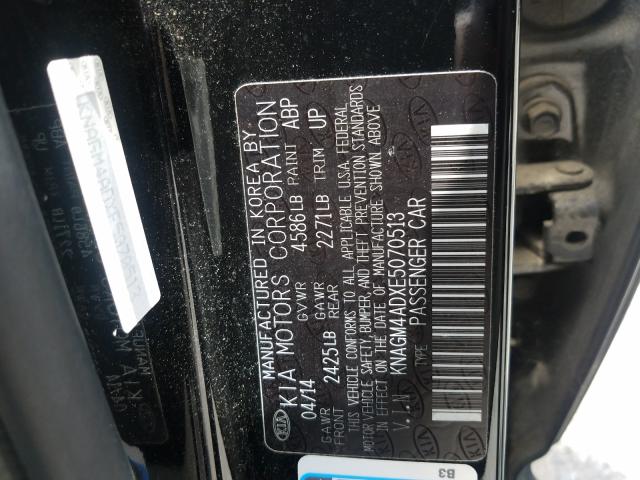 MANUFACTURED IN KOREA BY
KIA KIA MOTORS CORPORATION
04/14 GVWR 4586LB PAINT ABP
GAWR FRONT 2425LB GAWR REAR 2271LB TRIM UP
THIS VEHICLE CONFORMS TO ALL APPLICABLE U.S.A. FEDERAL
MOTOR VEHICLE SAFETY, BUMPER, AND THEFT PREVENTION STANDARDS
IN EFFECT ON THE DATE OF MANUFACTURE SHOWN ABOVE
V.I.N KNAGM4ADXE5070513
TYPE PASSENGER CAR
B3